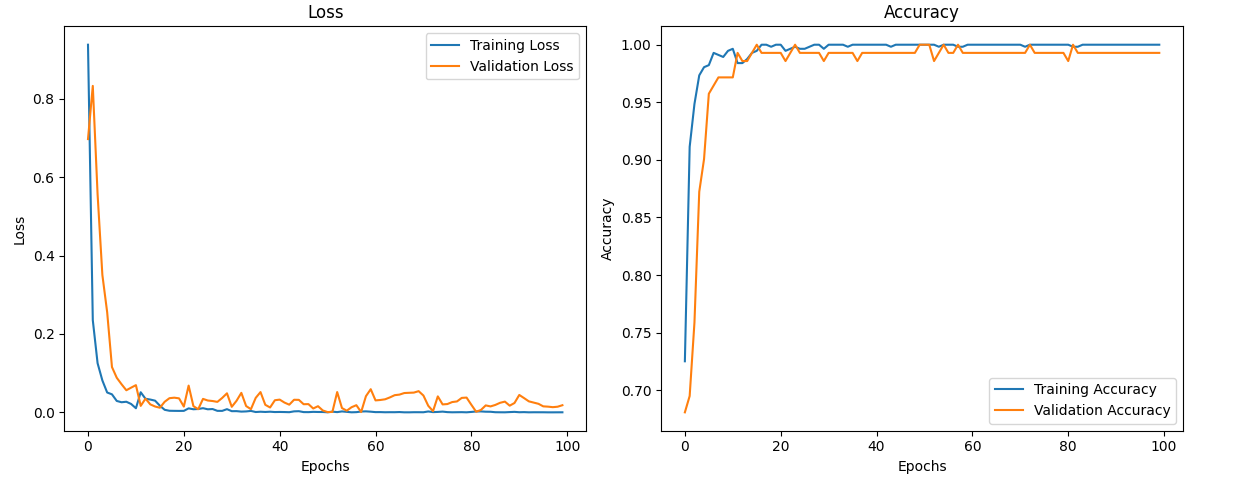 Loss
Training Loss
Validation Loss
0.8
0.6
0.4
0.2
0.0
Loss
0 20 40 60 80 100
Epochs
Accuracy
1.00
0.95
0.90
0.85
0.80
0.75
0.70
Accuracy
Training Accuracy
Validation Accuracy
0 20 40 60 80 100
Epochs